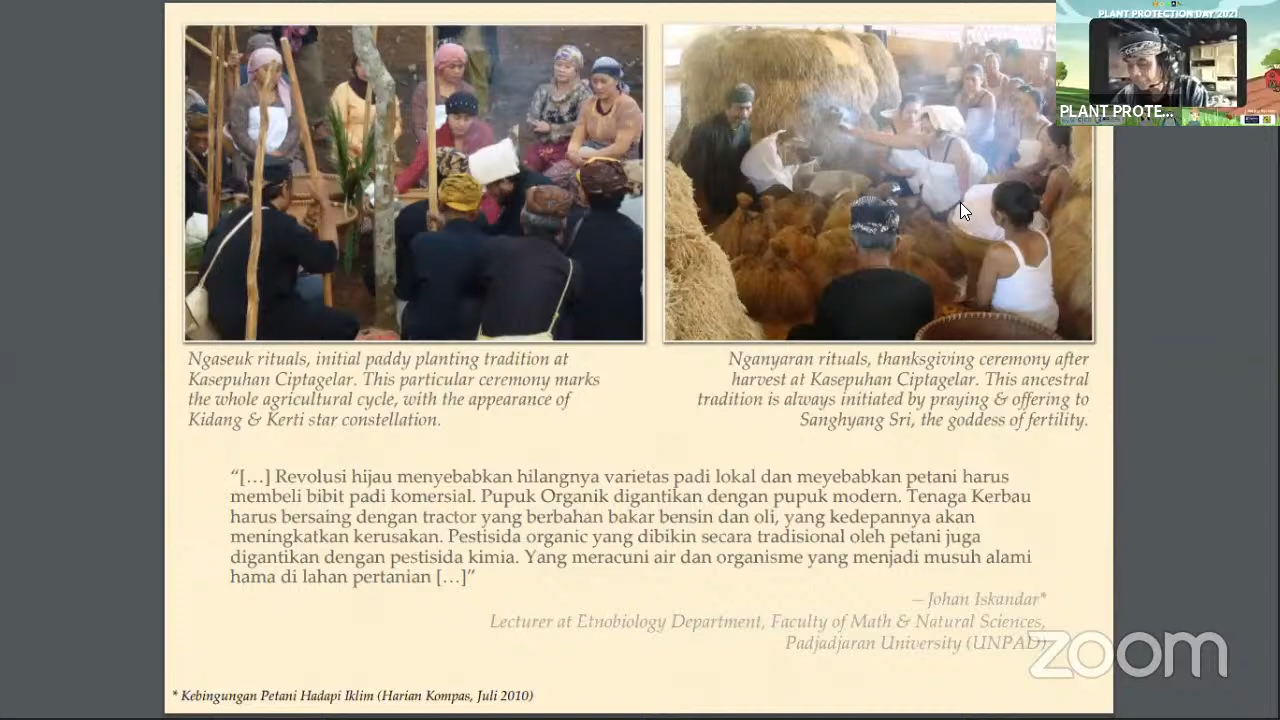 PLANT PROTECTION DAY 2021
PLANT PROTE...
Ngaseuk rituals, initial paddy planting tradition at
Kasepuhan Ciptagelar. This particular ceremony marks
the whole agricultural cycle, with the appearance of
Kidang & Kerti star constellation.
Nganyaran rituals, thanksgiving ceremony after
harvest at Kasepuhan Ciptagelar. This ancestral
tradition is always initiated by praying & offering to
Sanghyang Sri, the goddess of fertility.
“[…] Revolusi hijau menyebabkan hilangnya varietas padi lokal dan meyebabkan petani harus
membeli bibit padi komersial. Pupuk Organik digantikan dengan pupuk modern. Tenaga Kerbau
harus bersaing dengan tractor yang berbahan bakar bensin dan oli, yang kedepannya akan
meningkatkan kerusakan. Pestisida organic yang dibikin secara tradisional oleh petani juga
digantikan dengan pestisida kimia. Yang meracuni air dan organisme yang menjadi musuh alami
hama di lahan pertanian […]”
— Johan Iskandar*
Lecturer at Etnobiology Department, Faculty of Math & Natural Sciences,
Padjadjaran University (UNPAD)
zoom
* Kebingungan Petani Hadapi Iklim (Harian Kompas, Juli 2010)